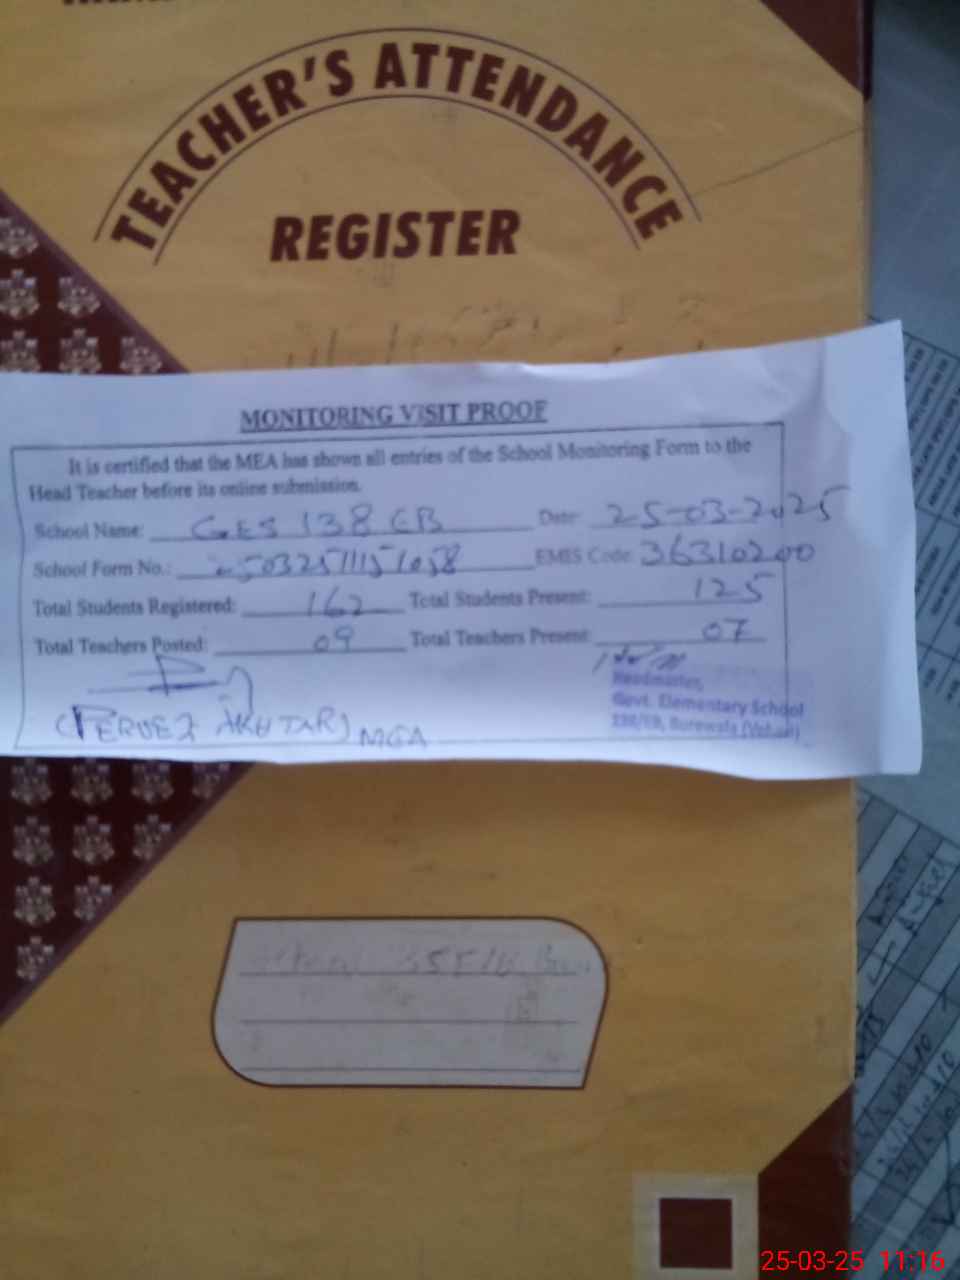 TEACHER'S ATTENDANCE
REGISTER
MONITORING VISIT PROOF
It is certified that the MEA has shown all entries of the School Monitoring Form to the
Head Teacher before its online submission.
School Name: GES 138 EB Date: 25-03-2025
School Form No.: EMIS Code: 36310200
Total Students Registered: 162 Total Students Present: 125
Total Teachers Posted: 09 Total Teachers Present: 07
Headmaster,
Govt. Elementary School
138/EB, Burewala (Vehari)
(PERVEZ AKHTAR) MEA
25-03-25 11:16